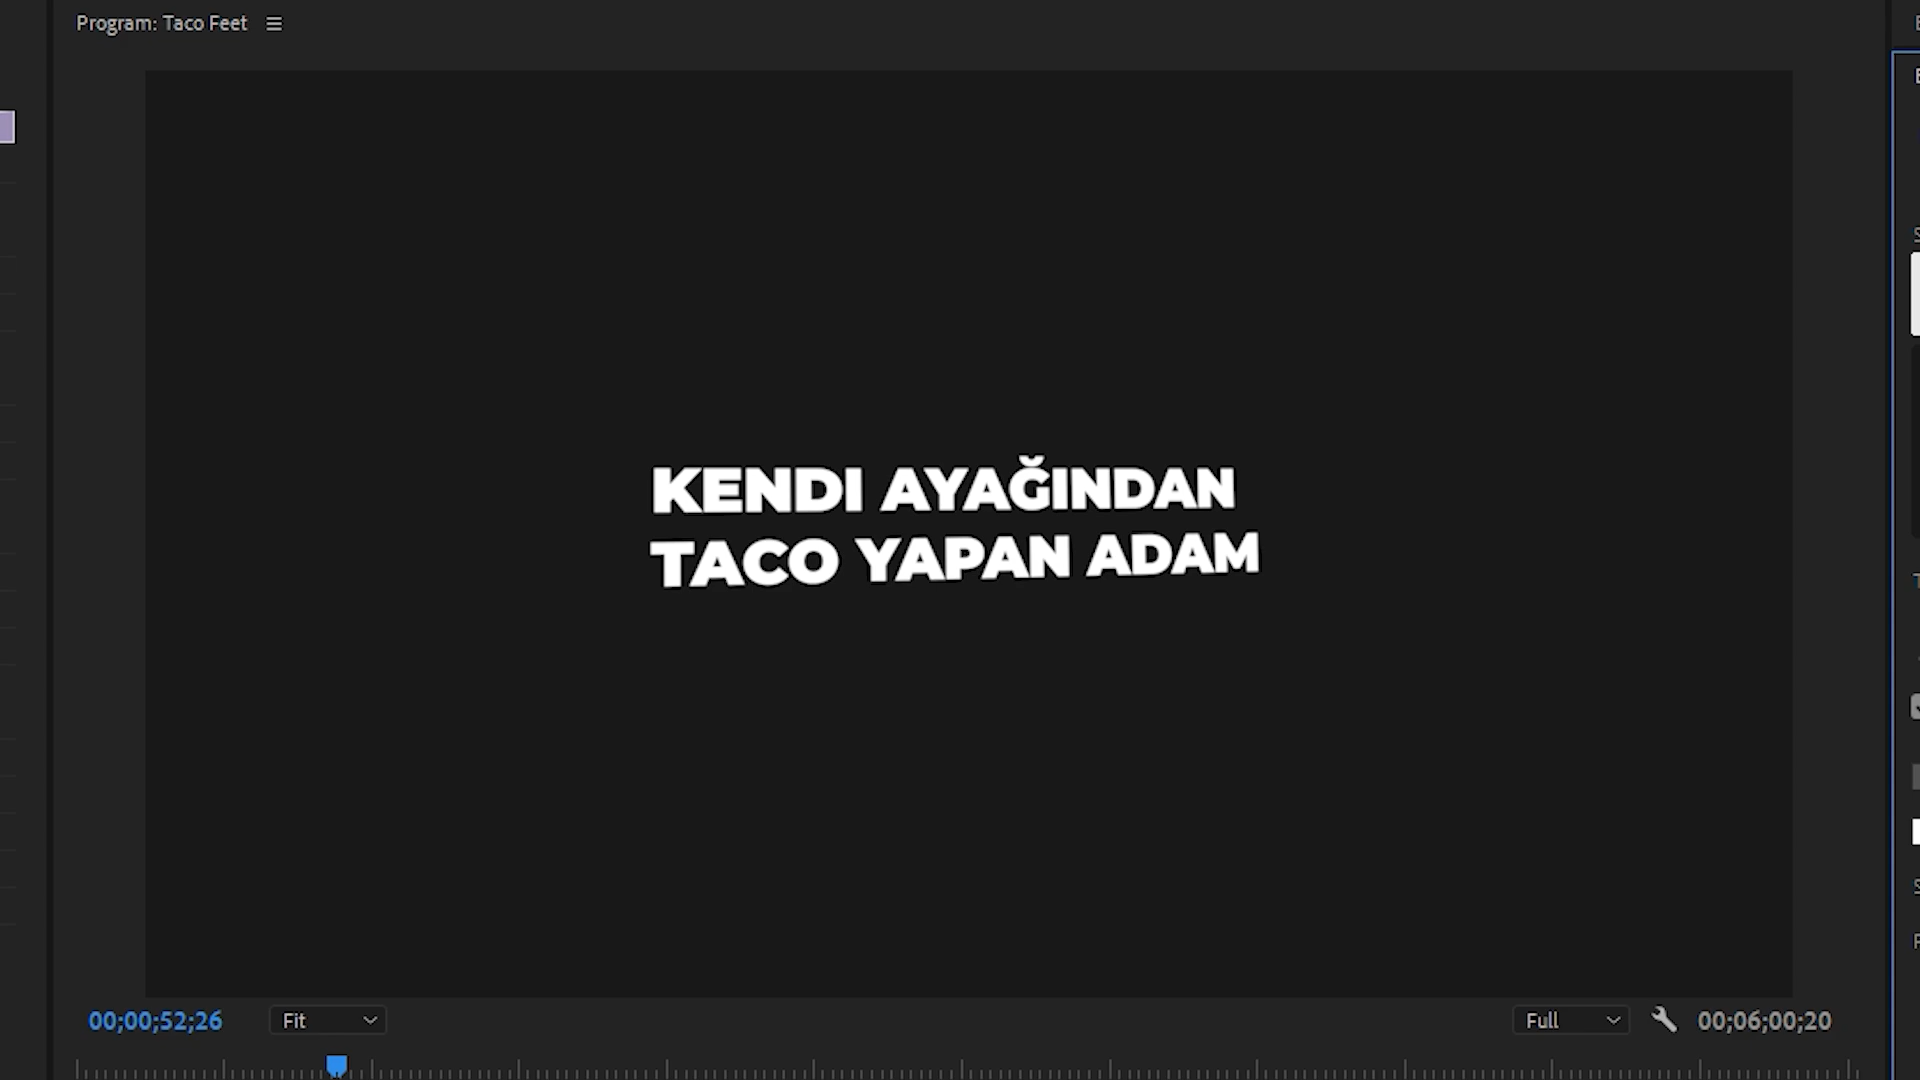 Program: Taco Feet
KENDI AYAĞINDAN
TACO YAPAN ADAM
00;00;52;26
Fit
Full
00;06;00;20